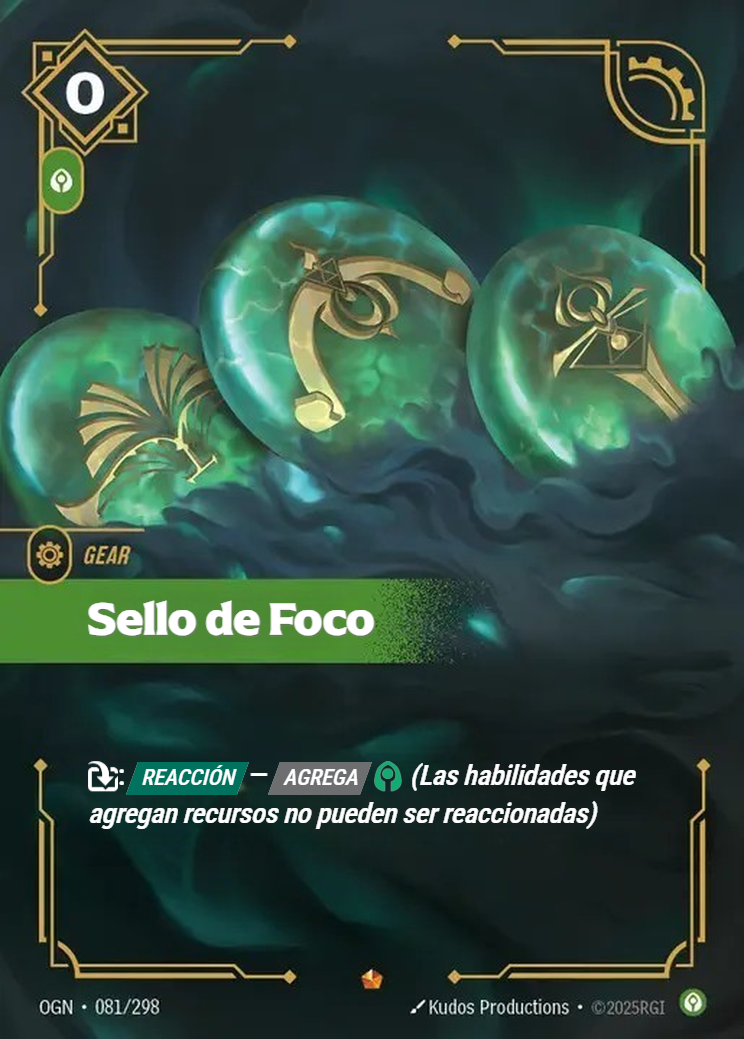 0
GEAR
Sello de Foco
: REACCIÓN — AGREGA (Las habilidades que
agregan recursos no pueden ser reaccionadas)
OGN • 081/298
Kudos Productions • ©2025RGI